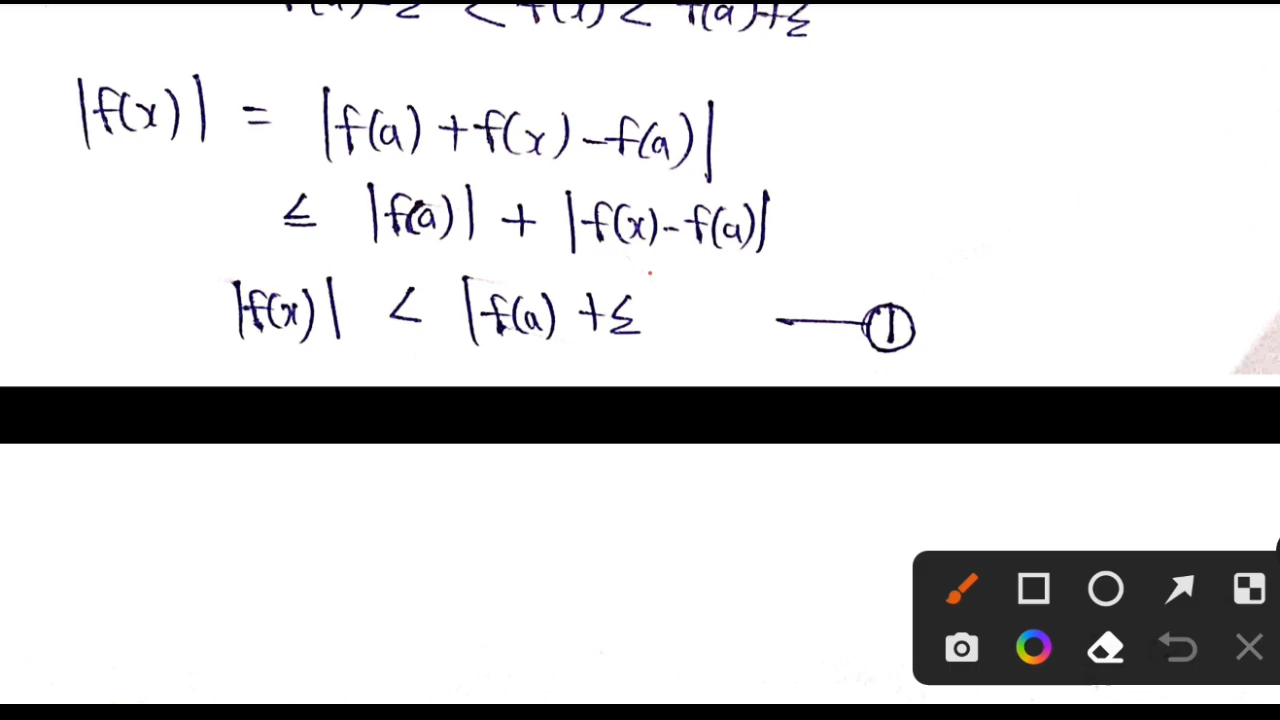 f(a)-ε < f(x) < f(a)+ε
|f(x)| = |f(a)+f(x)-f(a)|
≤ |f(a)| + |f(x)-f(a)|
|f(x)| < |f(a) +ε —①